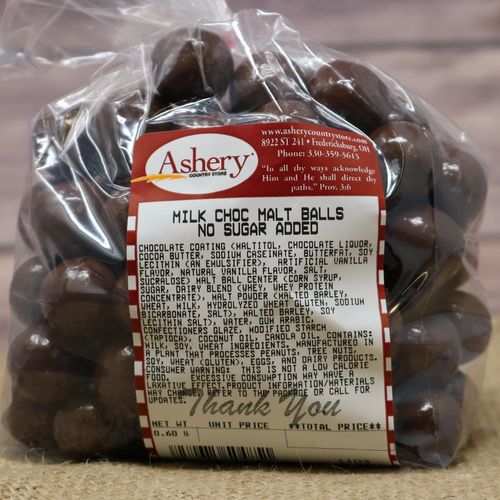 Ashery
COUNTRY STORE
www.asherycountrystore.com
8922 ST 241 • Fredericksburg, OH
Phone: 330-359-5615
"In all thy ways acknowledge
Him and He shall direct thy
paths." Prov. 3:6
MILK CHOC MALT BALLS
NO SUGAR ADDED
CHOCOLATE COATING (MALTITOL, CHOCOLATE LIQUOR,
COCOA BUTTER, SODIUM CASEINATE, BUTTERFAT, SOY
LECITHIN (AN EMULSIFIER), ARTIFICIAL VANILLA
FLAVOR, NATURAL VANILLA FLAVOR, SALT,
SUCRALOSE) MALT BALL CENTER (CORN SYRUP,
SUGAR, DAIRY BLEND (WHEY, WHEY PROTEIN
CONCENTRATE), MALT POWDER (MALTED BARLEY,
WHEAT, MILK, HYDROLYZED WHEAT GLUTEN, SODIUM
BICARBONATE, SALT), MALTED BARLEY, SOY
LECITHIN SALT), WATER, GUM ARABIC,
CONFECTIONERS GLAZE, MODIFIED STARCH
(TAPIOCA), COCONUT OIL, CANOLA OIL. CONTAINS:
MILK, SOY, WHEAT INGREDIENTS. MANUFACTURED IN
A PLANT THAT PROCESSES PEANUTS, TREE NUTS,
SOY, WHEAT (GLUTEN), EGGS, AND DAIRY PRODUCTS.
CONSUMER WARNING: THIS IS NOT A LOW CALORIE
FOOD. EXCESSIVE CONSUMPTION MAY HAVE A
LAXATIVE EFFECT.PRODUCT INFORMATION/MATERIALS
MAY CHANGE. REFER TO THE PACKAGE OR CALL FOR
UPDATES.
Thank You
NET WT UNIT PRICE **TOTAL PRICE**
0.60 lb